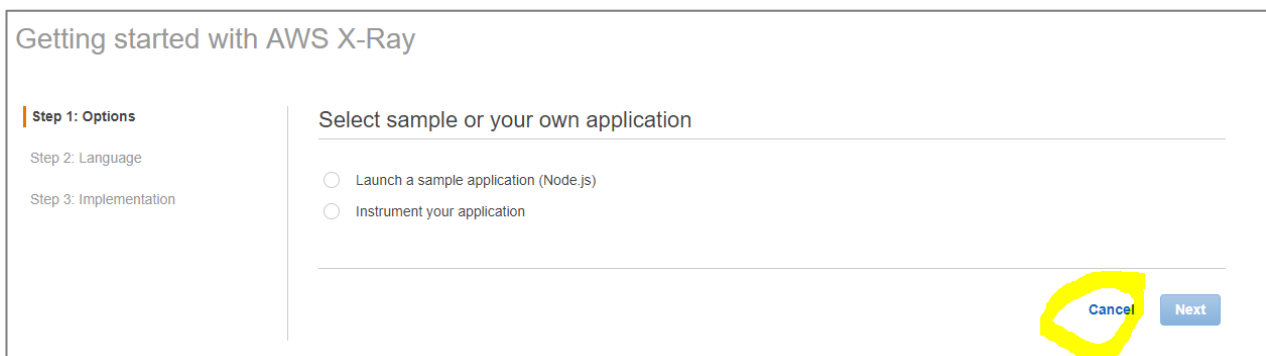 Getting started with AWS X-Ray
Step 1: Options
Step 2: Language
Step 3: Implementation
Select sample or your own application
Launch a sample application (Node.js)
Instrument your application
Cancel
Next